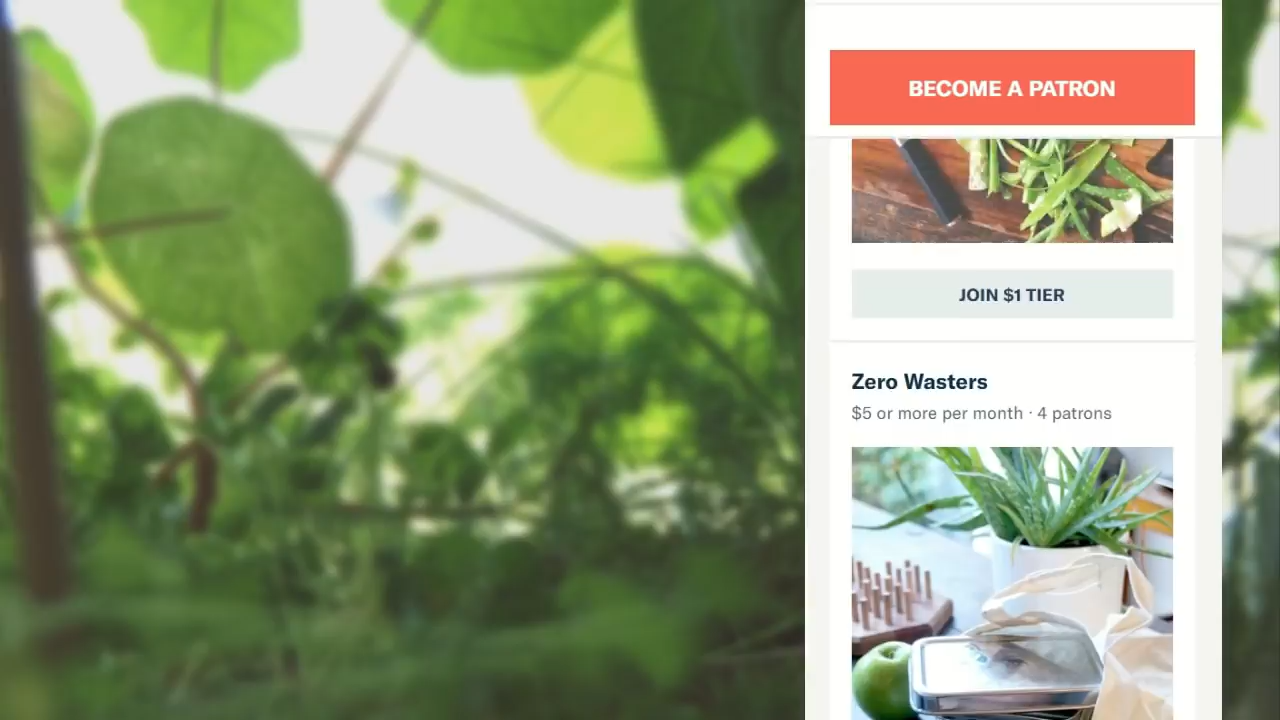 BECOME A PATRON
JOIN $1 TIER
Zero Wasters
$5 or more per month · 4 patrons